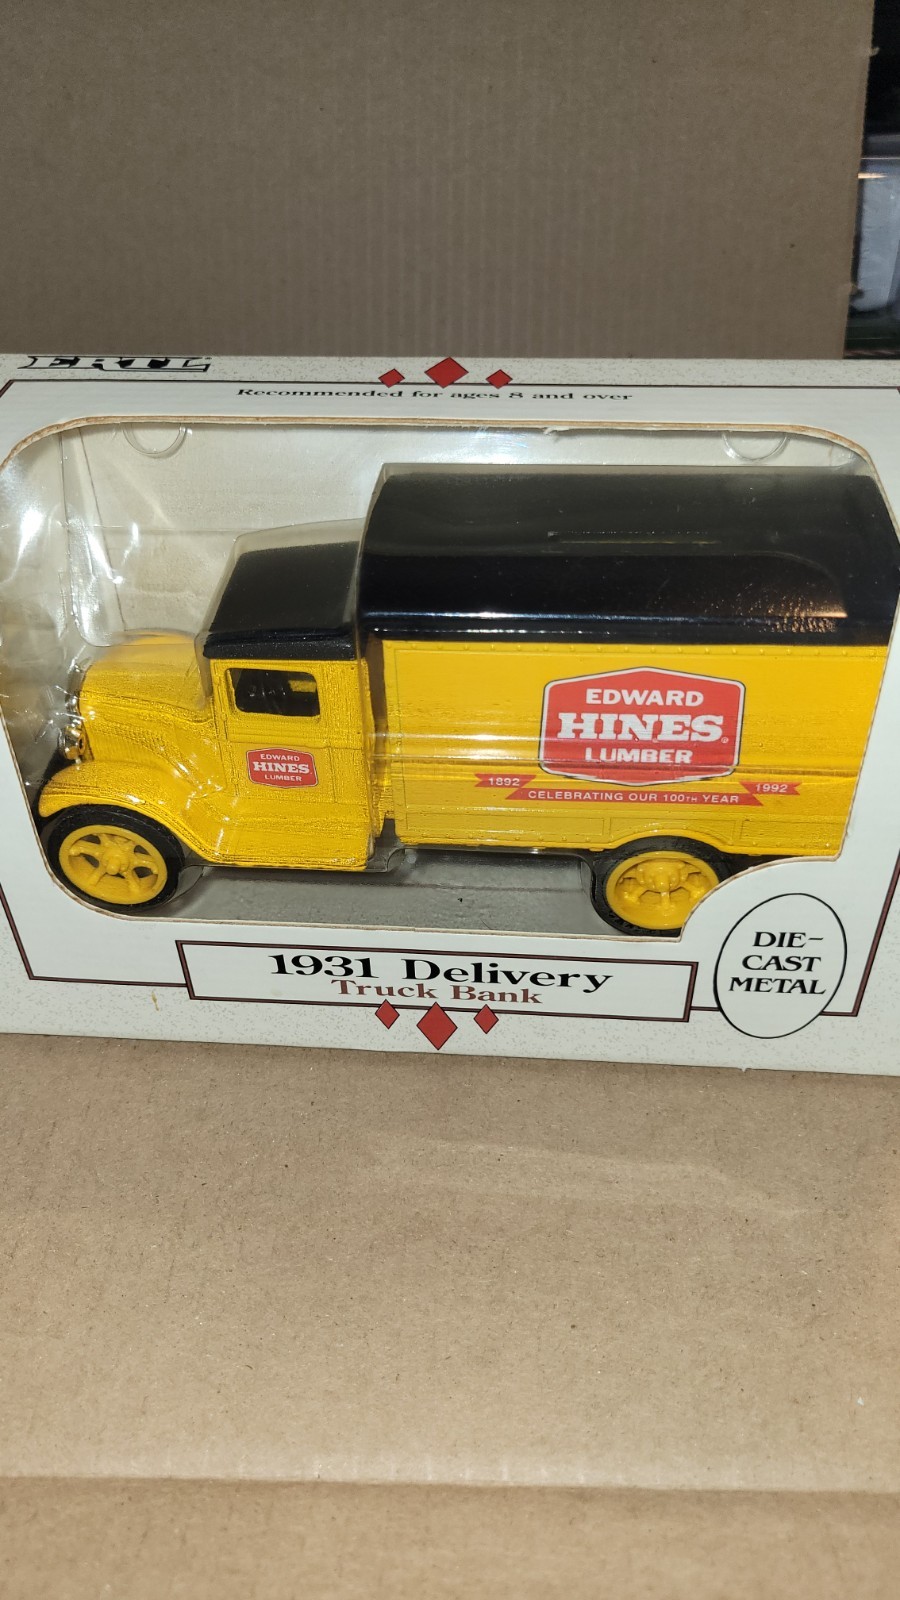 ERTL
Recommended for ages 8 and over
EDWARD
HINES®
LUMBER
1892
1992
CELEBRATING OUR 100TH YEAR
EDWARD
HINES
LUMBER
1931 Delivery
Truck Bank
DIE-
CAST
METAL